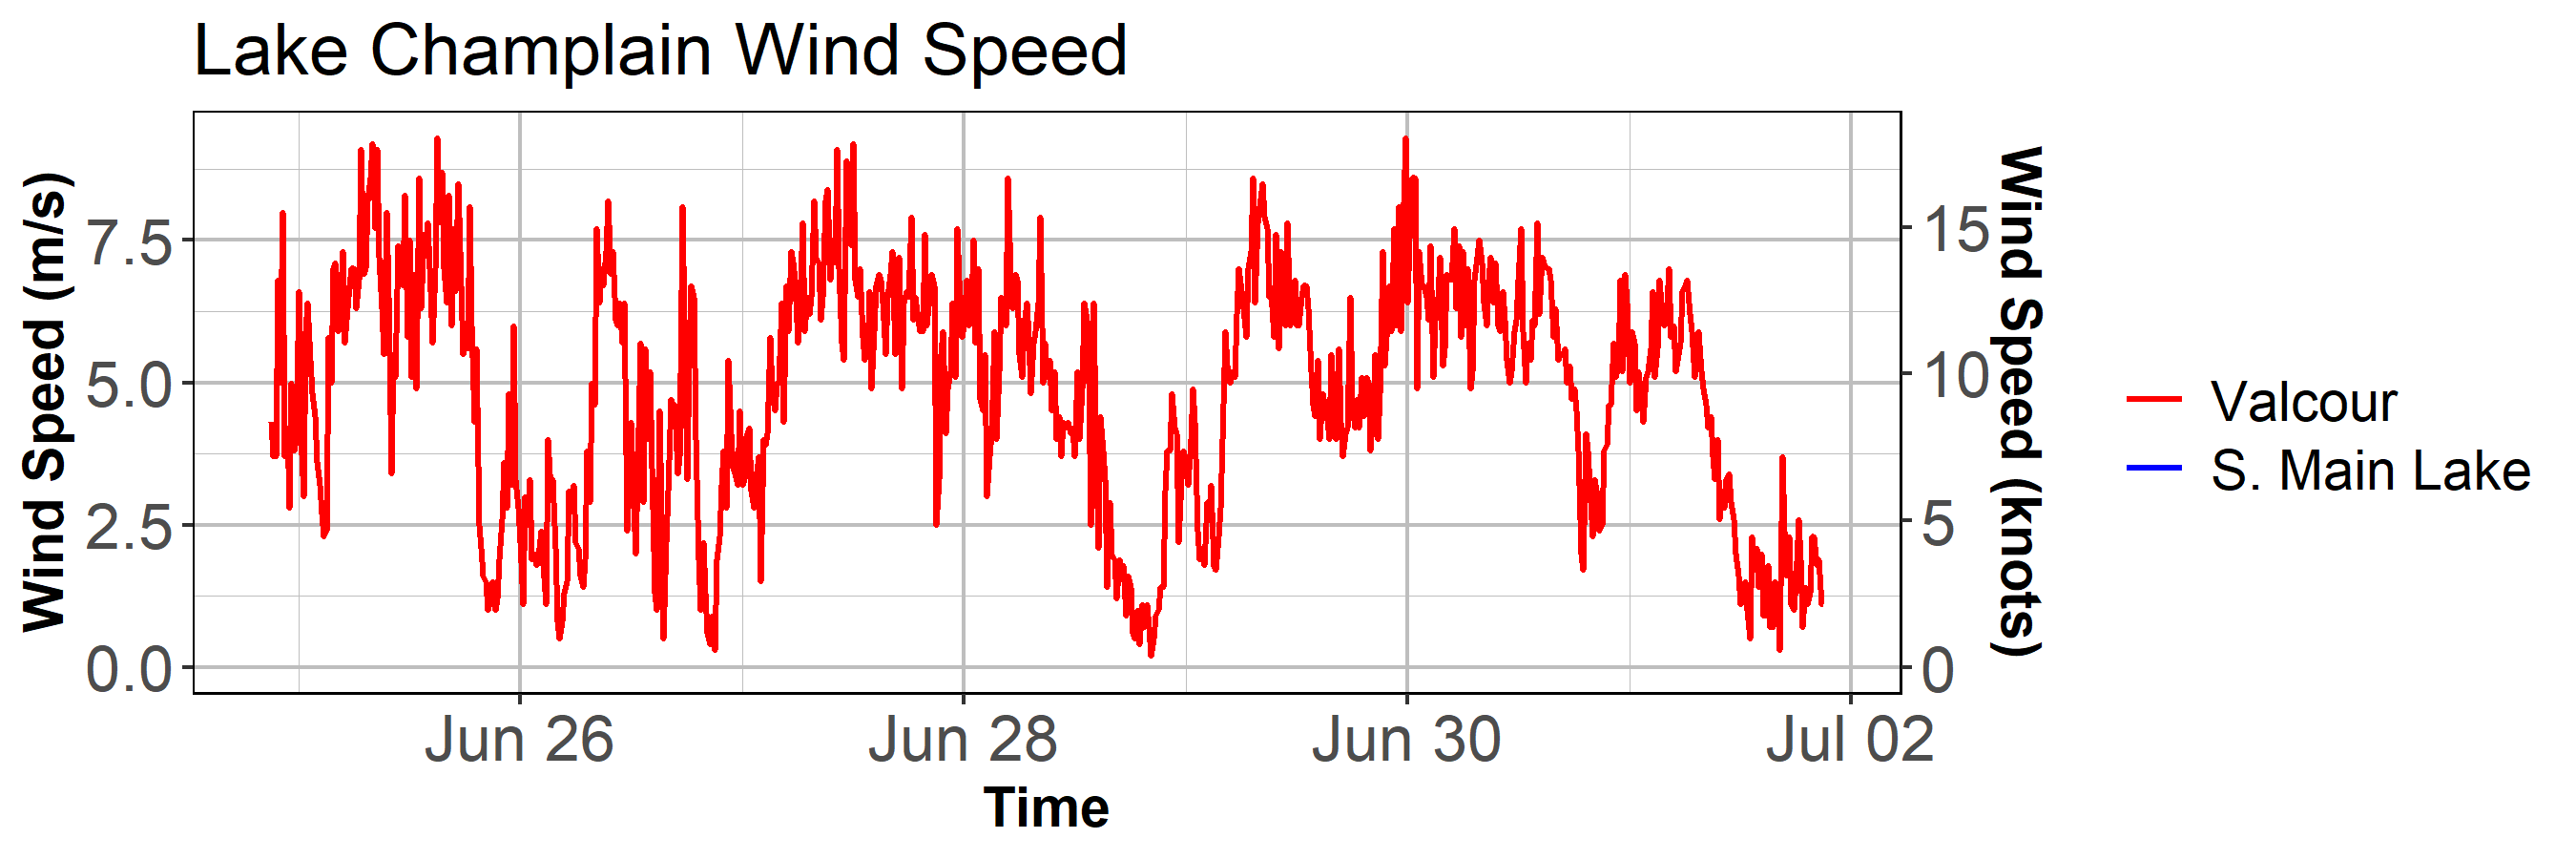 Lake Champlain Wind Speed
Wind Speed (m/s)
7.5
5.0
2.5
0.0
15
10
5
0
Wind Speed (knots)
Jun 26
Jun 28
Jun 30
Jul 02
Time
Valcour
S. Main Lake